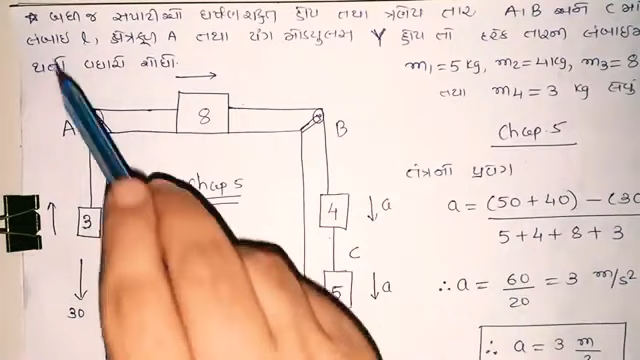 * બધી જ સપાટીઓ ઘર્ષણરહિત હોય તથા ત્રણેય તાર A, B અને C ની
લંબાઈ l, ક્ષેત્રફળ A તથા યંગ મોડ્યુલસ Y હોય તો દરેક તારની લંબાઈમાં
થતો વધારો શોધો.
m₁ = 5 kg, m₂ = 4 kg, m₃ = 8
તથા m₄ = 3 kg લેવું
Chap. 5
8
A
B
Chap 5
તંત્રનો પ્રવેગ
3
4
a
a = (50 + 40) − (30
5 + 4 + 8 + 3
C
5
a
30
∴ a = 60/20 = 3 m/s²
∴ a = 3 m